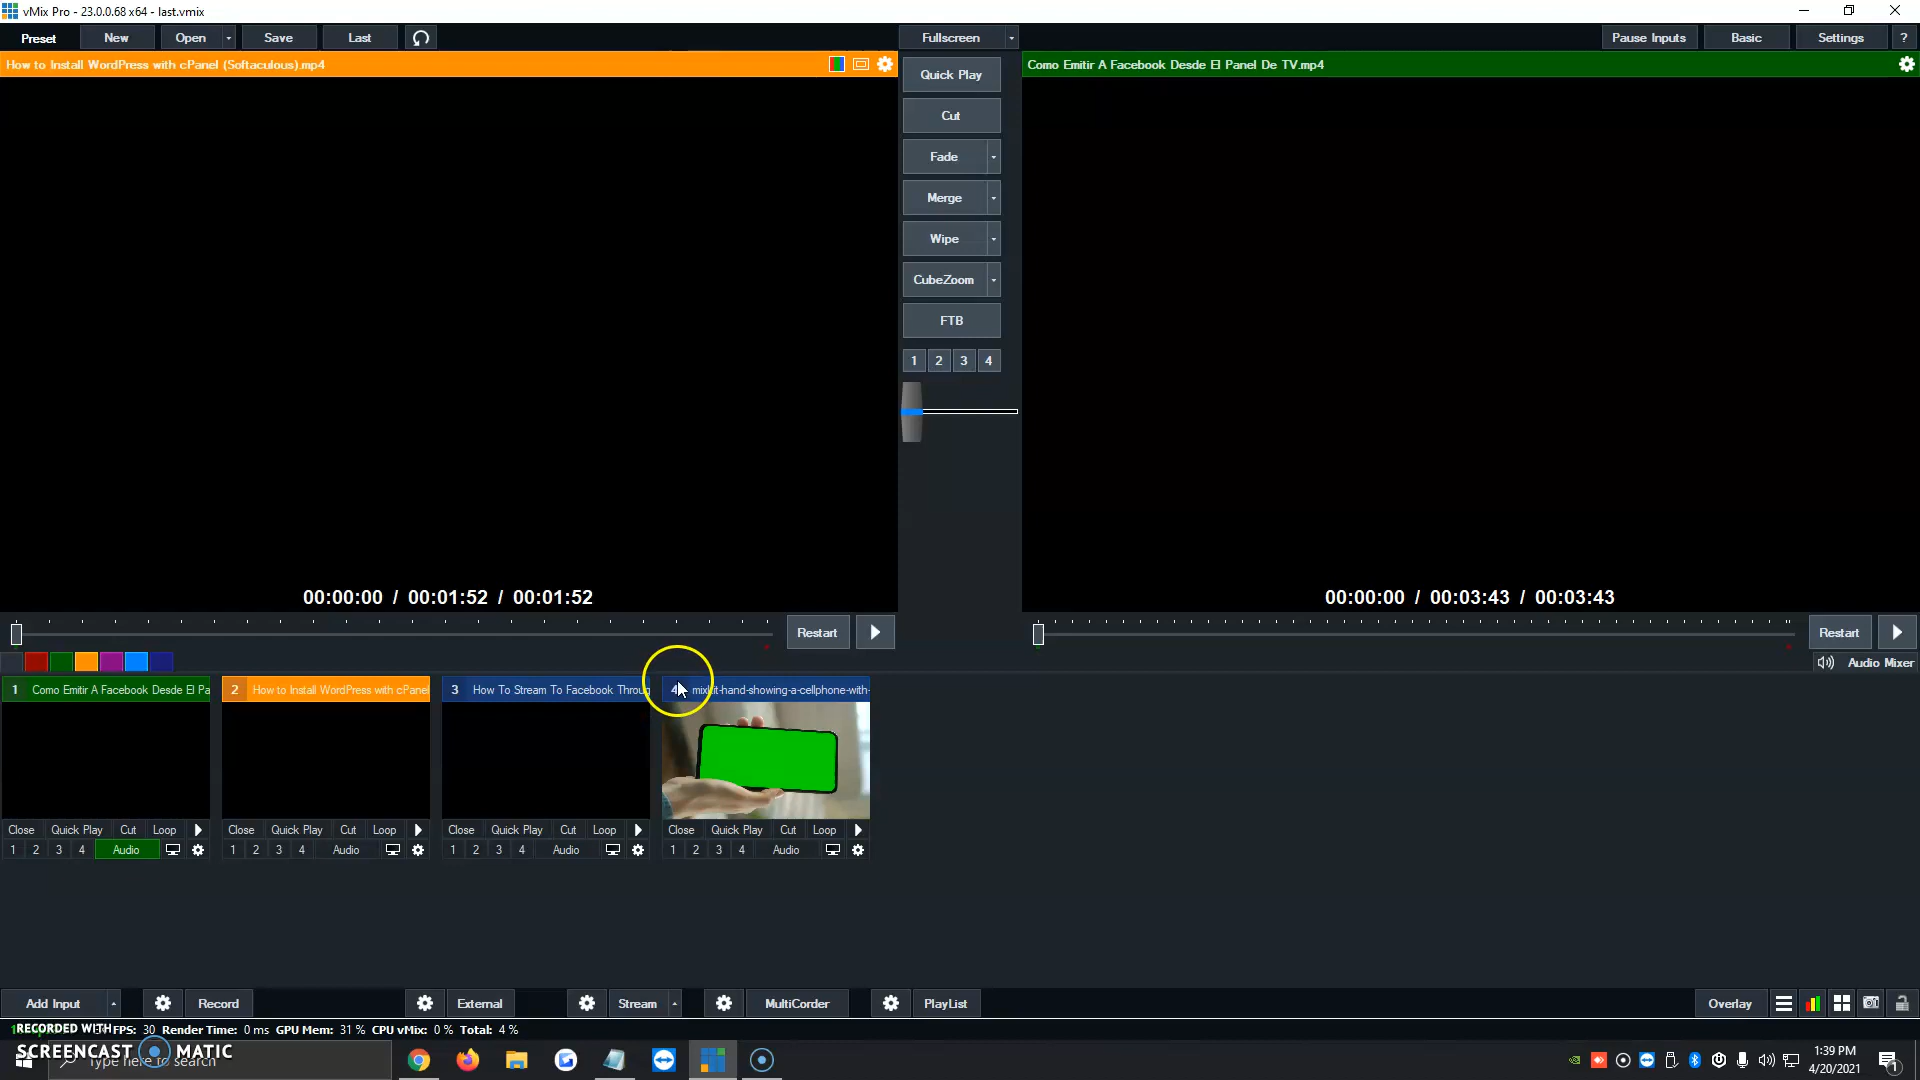 vMix Pro - 23.0.0.68 x64 - last.vmix
Preset New Open Save Last Fullscreen Pause Inputs Basic Settings ?
How to Install WordPress with cPanel (Softaculous).mp4
Como Emitir A Facebook Desde El Panel De TV.mp4
Quick Play
Cut
Fade
Merge
Wipe
CubeZoom
FTB
1 2 3 4
00:00:00 / 00:01:52 / 00:01:52
00:00:00 / 00:03:43 / 00:03:43
Restart
Restart
Audio Mixer
1 Como Emitir A Facebook Desde El Pa
2 How to Install WordPress with cPanel
3 How To Stream To Facebook Throug
4 mixkit-hand-showing-a-cellphone-with-
Close Quick Play Cut Loop
1 2 3 4 Audio
Close Quick Play Cut Loop
1 2 3 4 Audio
Close Quick Play Cut Loop
1 2 3 4 Audio
Close Quick Play Cut Loop
1 2 3 4 Audio
Add Input Record External Stream MultiCorder PlayList Overlay
FPS: 30 Render Time: 0 ms GPU Mem: 31 % CPU vMix: 0 % Total: 4 %
RECORDED WITH
SCREENCAST MATIC
Type here to search
1:39 PM
4/20/2021
1